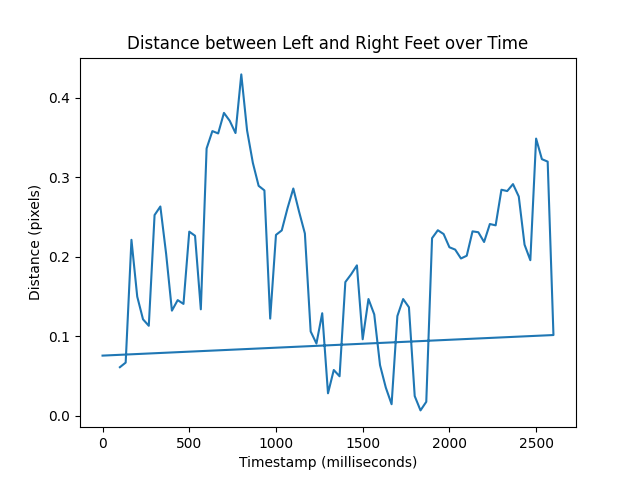 Distance between Left and Right Feet over Time
0.4
0.3
0.2
0.1
0.0
Distance (pixels)
0 500 1000 1500 2000 2500
Timestamp (milliseconds)